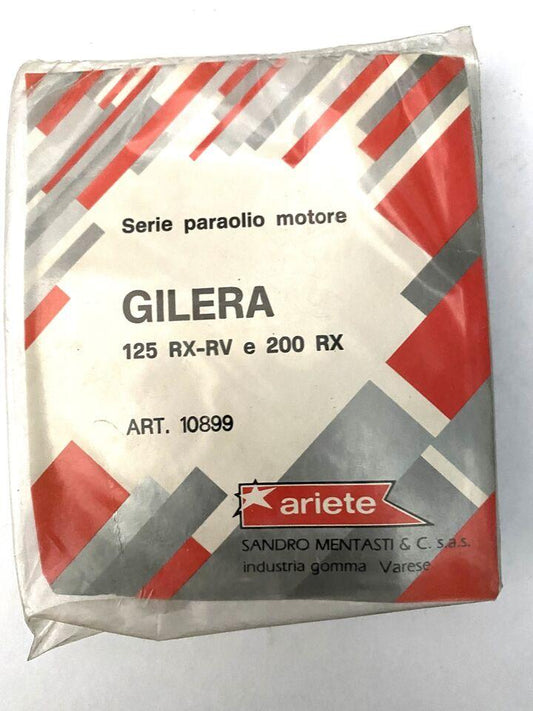 Serie paraolio motore
GILERA
125 RX-RV e 200 RX
ART. 10899
ariete
SANDRO MENTASTI & C. s.a.s.
industria gomma Varese